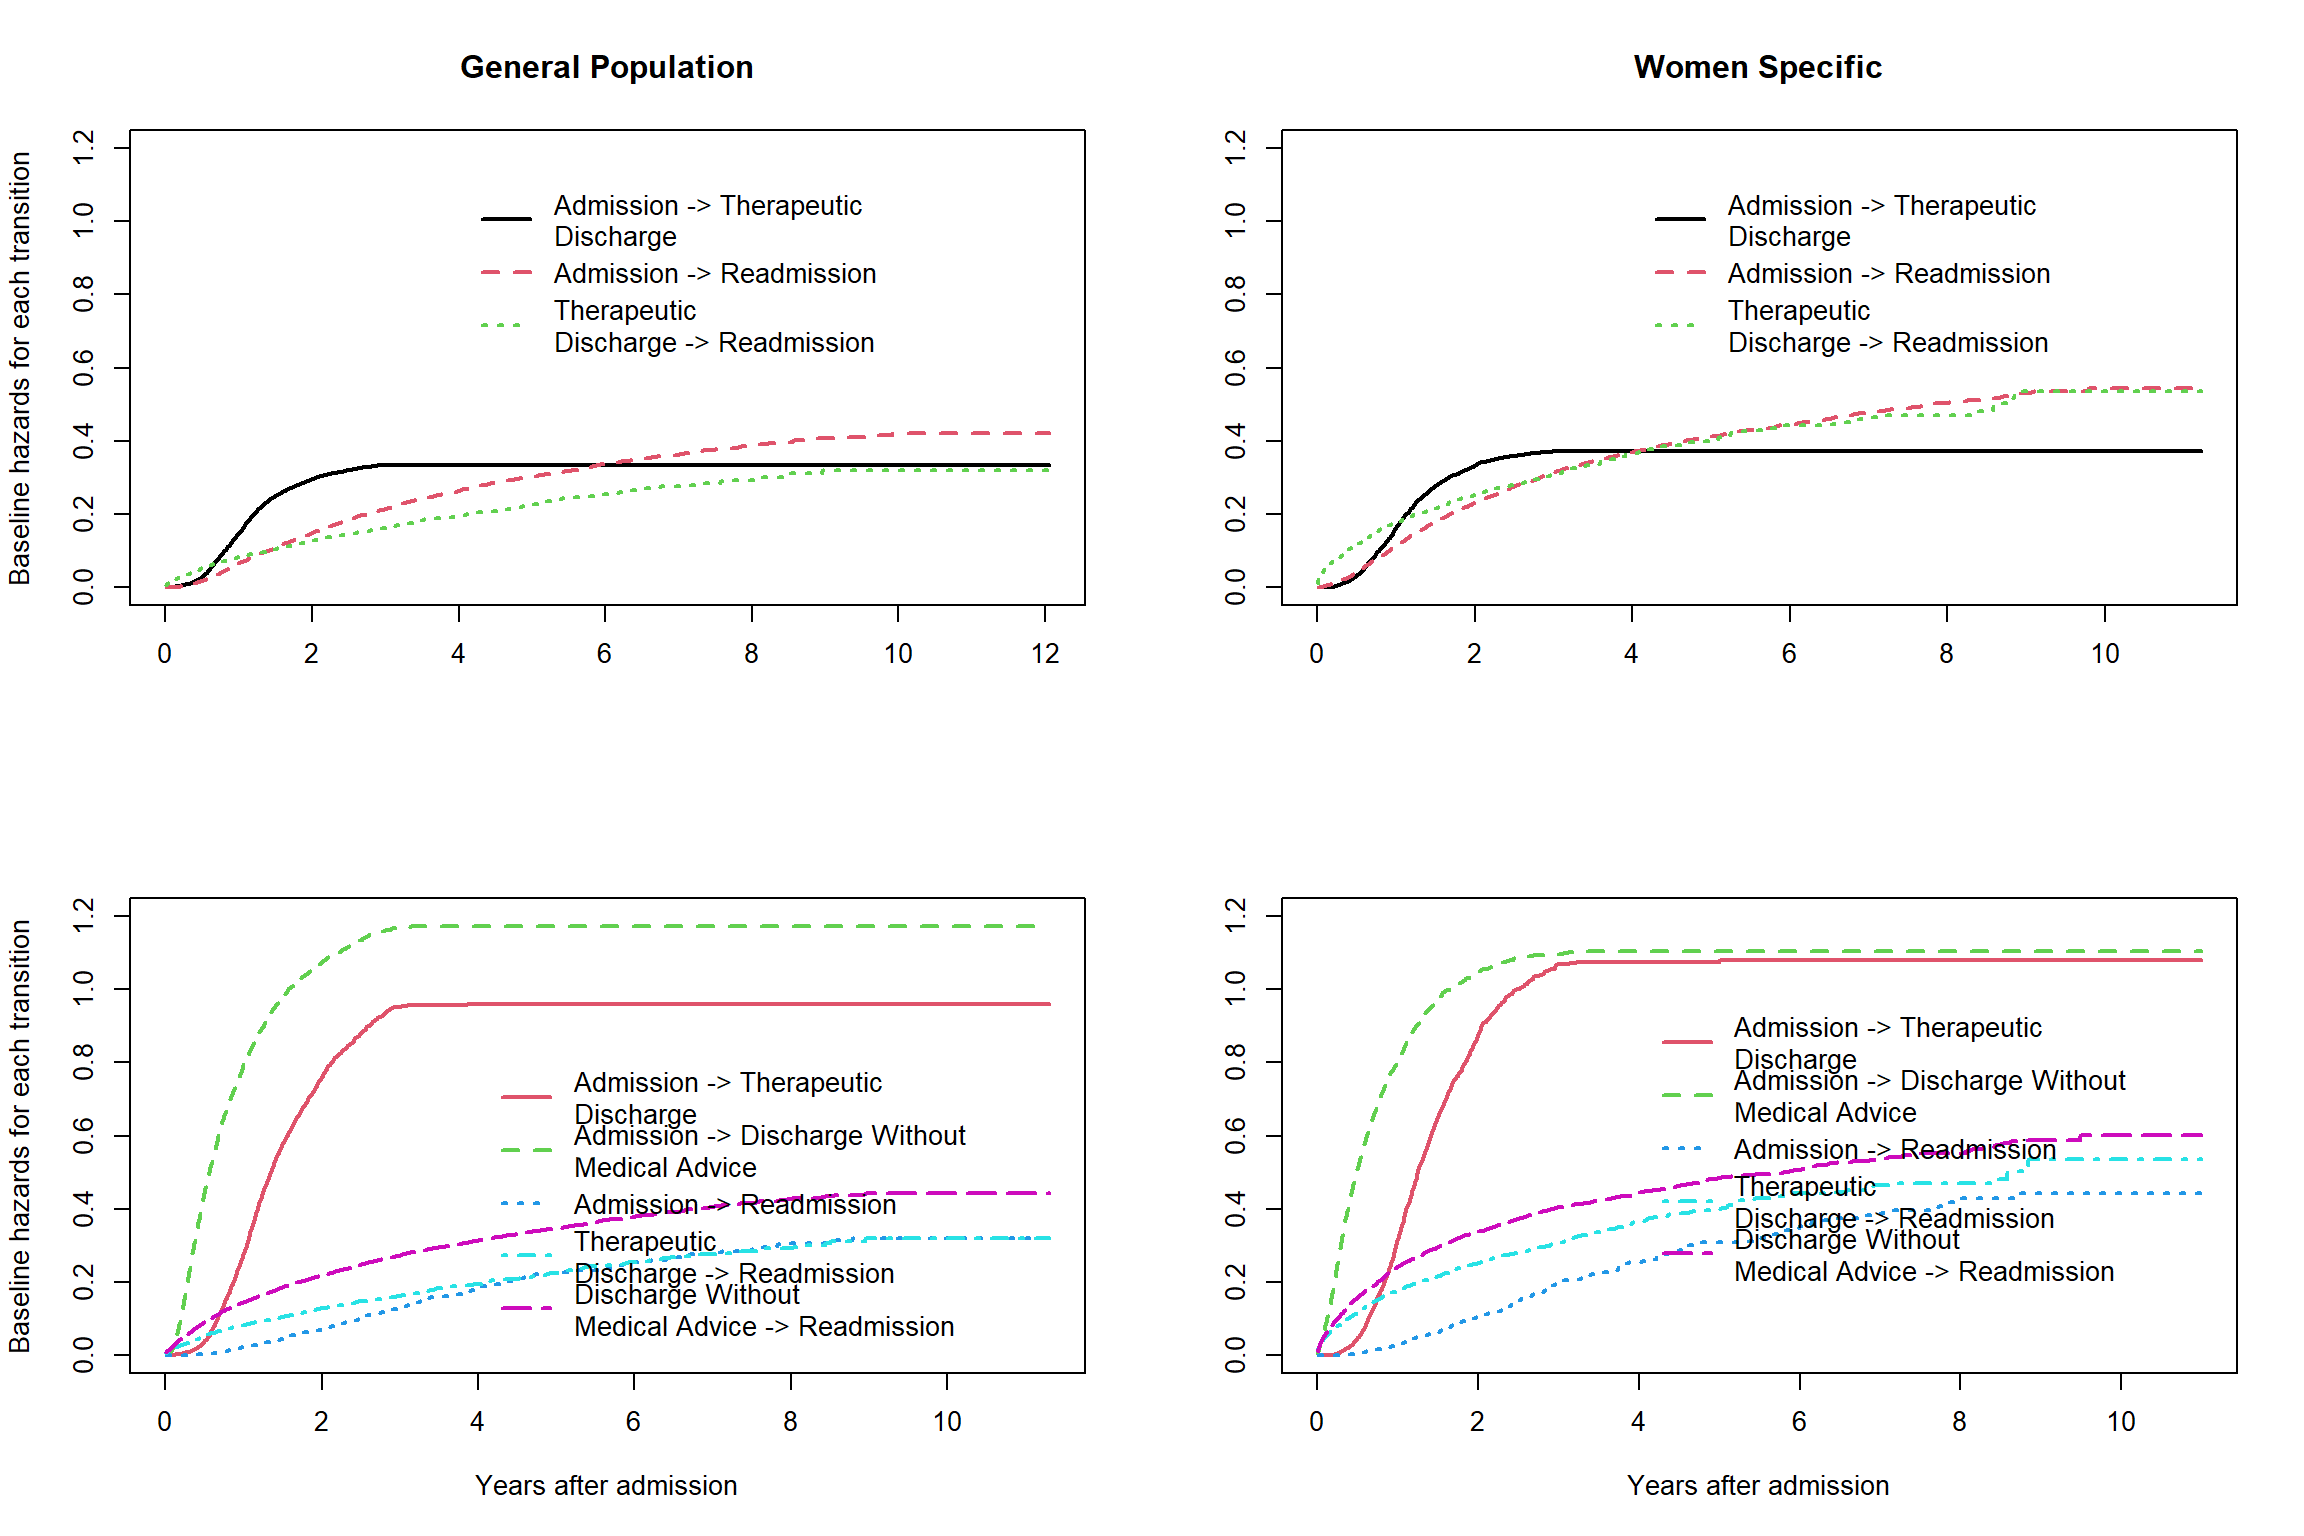 General Population
Women Specific
Baseline hazards for each transition
1.2
1.0
0.8
0.6
0.4
0.2
0.0
Admission -> Therapeutic
Discharge
Admission -> Readmission
Therapeutic
Discharge -> Readmission
0 2 4 6 8 10 12
1.2
1.0
0.8
0.6
0.4
0.2
0.0
Admission -> Therapeutic
Discharge
Admission -> Readmission
Therapeutic
Discharge -> Readmission
0 2 4 6 8 10
Baseline hazards for each transition
1.2
1.0
0.8
0.6
0.4
0.2
0.0
Admission -> Therapeutic
Discharge
Admission -> Discharge Without
Medical Advice
Admission -> Readmission
Therapeutic
Discharge -> Readmission
Discharge Without
Medical Advice -> Readmission
0 2 4 6 8 10
Years after admission
1.2
1.0
0.8
0.6
0.4
0.2
0.0
Admission -> Therapeutic
Discharge
Admission -> Discharge Without
Medical Advice
Admission -> Readmission
Therapeutic
Discharge -> Readmission
Discharge Without
Medical Advice -> Readmission
0 2 4 6 8 10
Years after admission